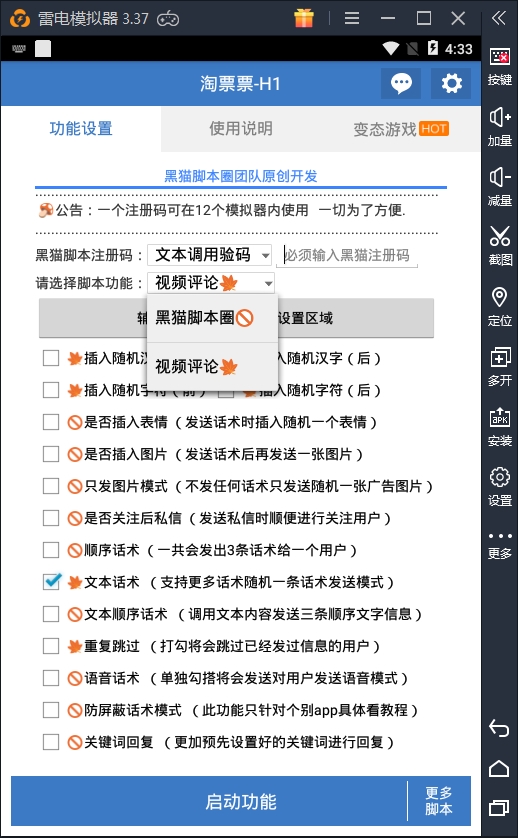 雷电模拟器 3.37
4:33
淘票票-H1
功能设置
使用说明
变态游戏 HOT
黑猫脚本圈团队原创开发
公告：一个注册码可在12个模拟器内使用 一切为了方便.
黑猫脚本注册码：
文本调用验码
必须输入黑猫注册码
请选择脚本功能：
视频评论
设置区域
黑猫脚本圈
视频评论
插入随机汉
入随机汉字（后）
插入随机字符（前）
插入随机字符（后）
是否插入表情（发送话术时插入随机一个表情）
是否插入图片（发送话术后再发送一张图片）
只发图片模式（不发任何话术只发送随机一张广告图片）
是否关注后私信（发送私信时顺便进行关注用户）
顺序话术（一共会发出3条话术给一个用户）
文本话术（支持更多话术随机一条话术发送模式）
文本顺序话术（调用文本内容发送三条顺序文字信息）
重复跳过（打勾将会跳过已经发过信息的用户）
语音话术（单独勾搭将会发送对用户发送语音模式）
防屏蔽话术模式（此功能只针对个别app具体看教程）
关键词回复（更加预先设置好的关键词进行回复）
启动功能
更多
脚本
按键
加量
减量
截图
定位
多开
APK
安装
设置
更多